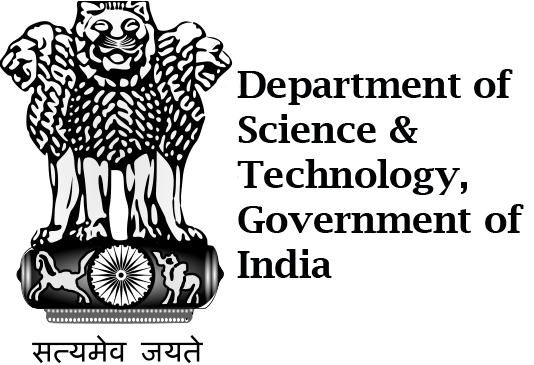 Department of
Science &
Technology,
Government of
India
सत्यमेव जयते